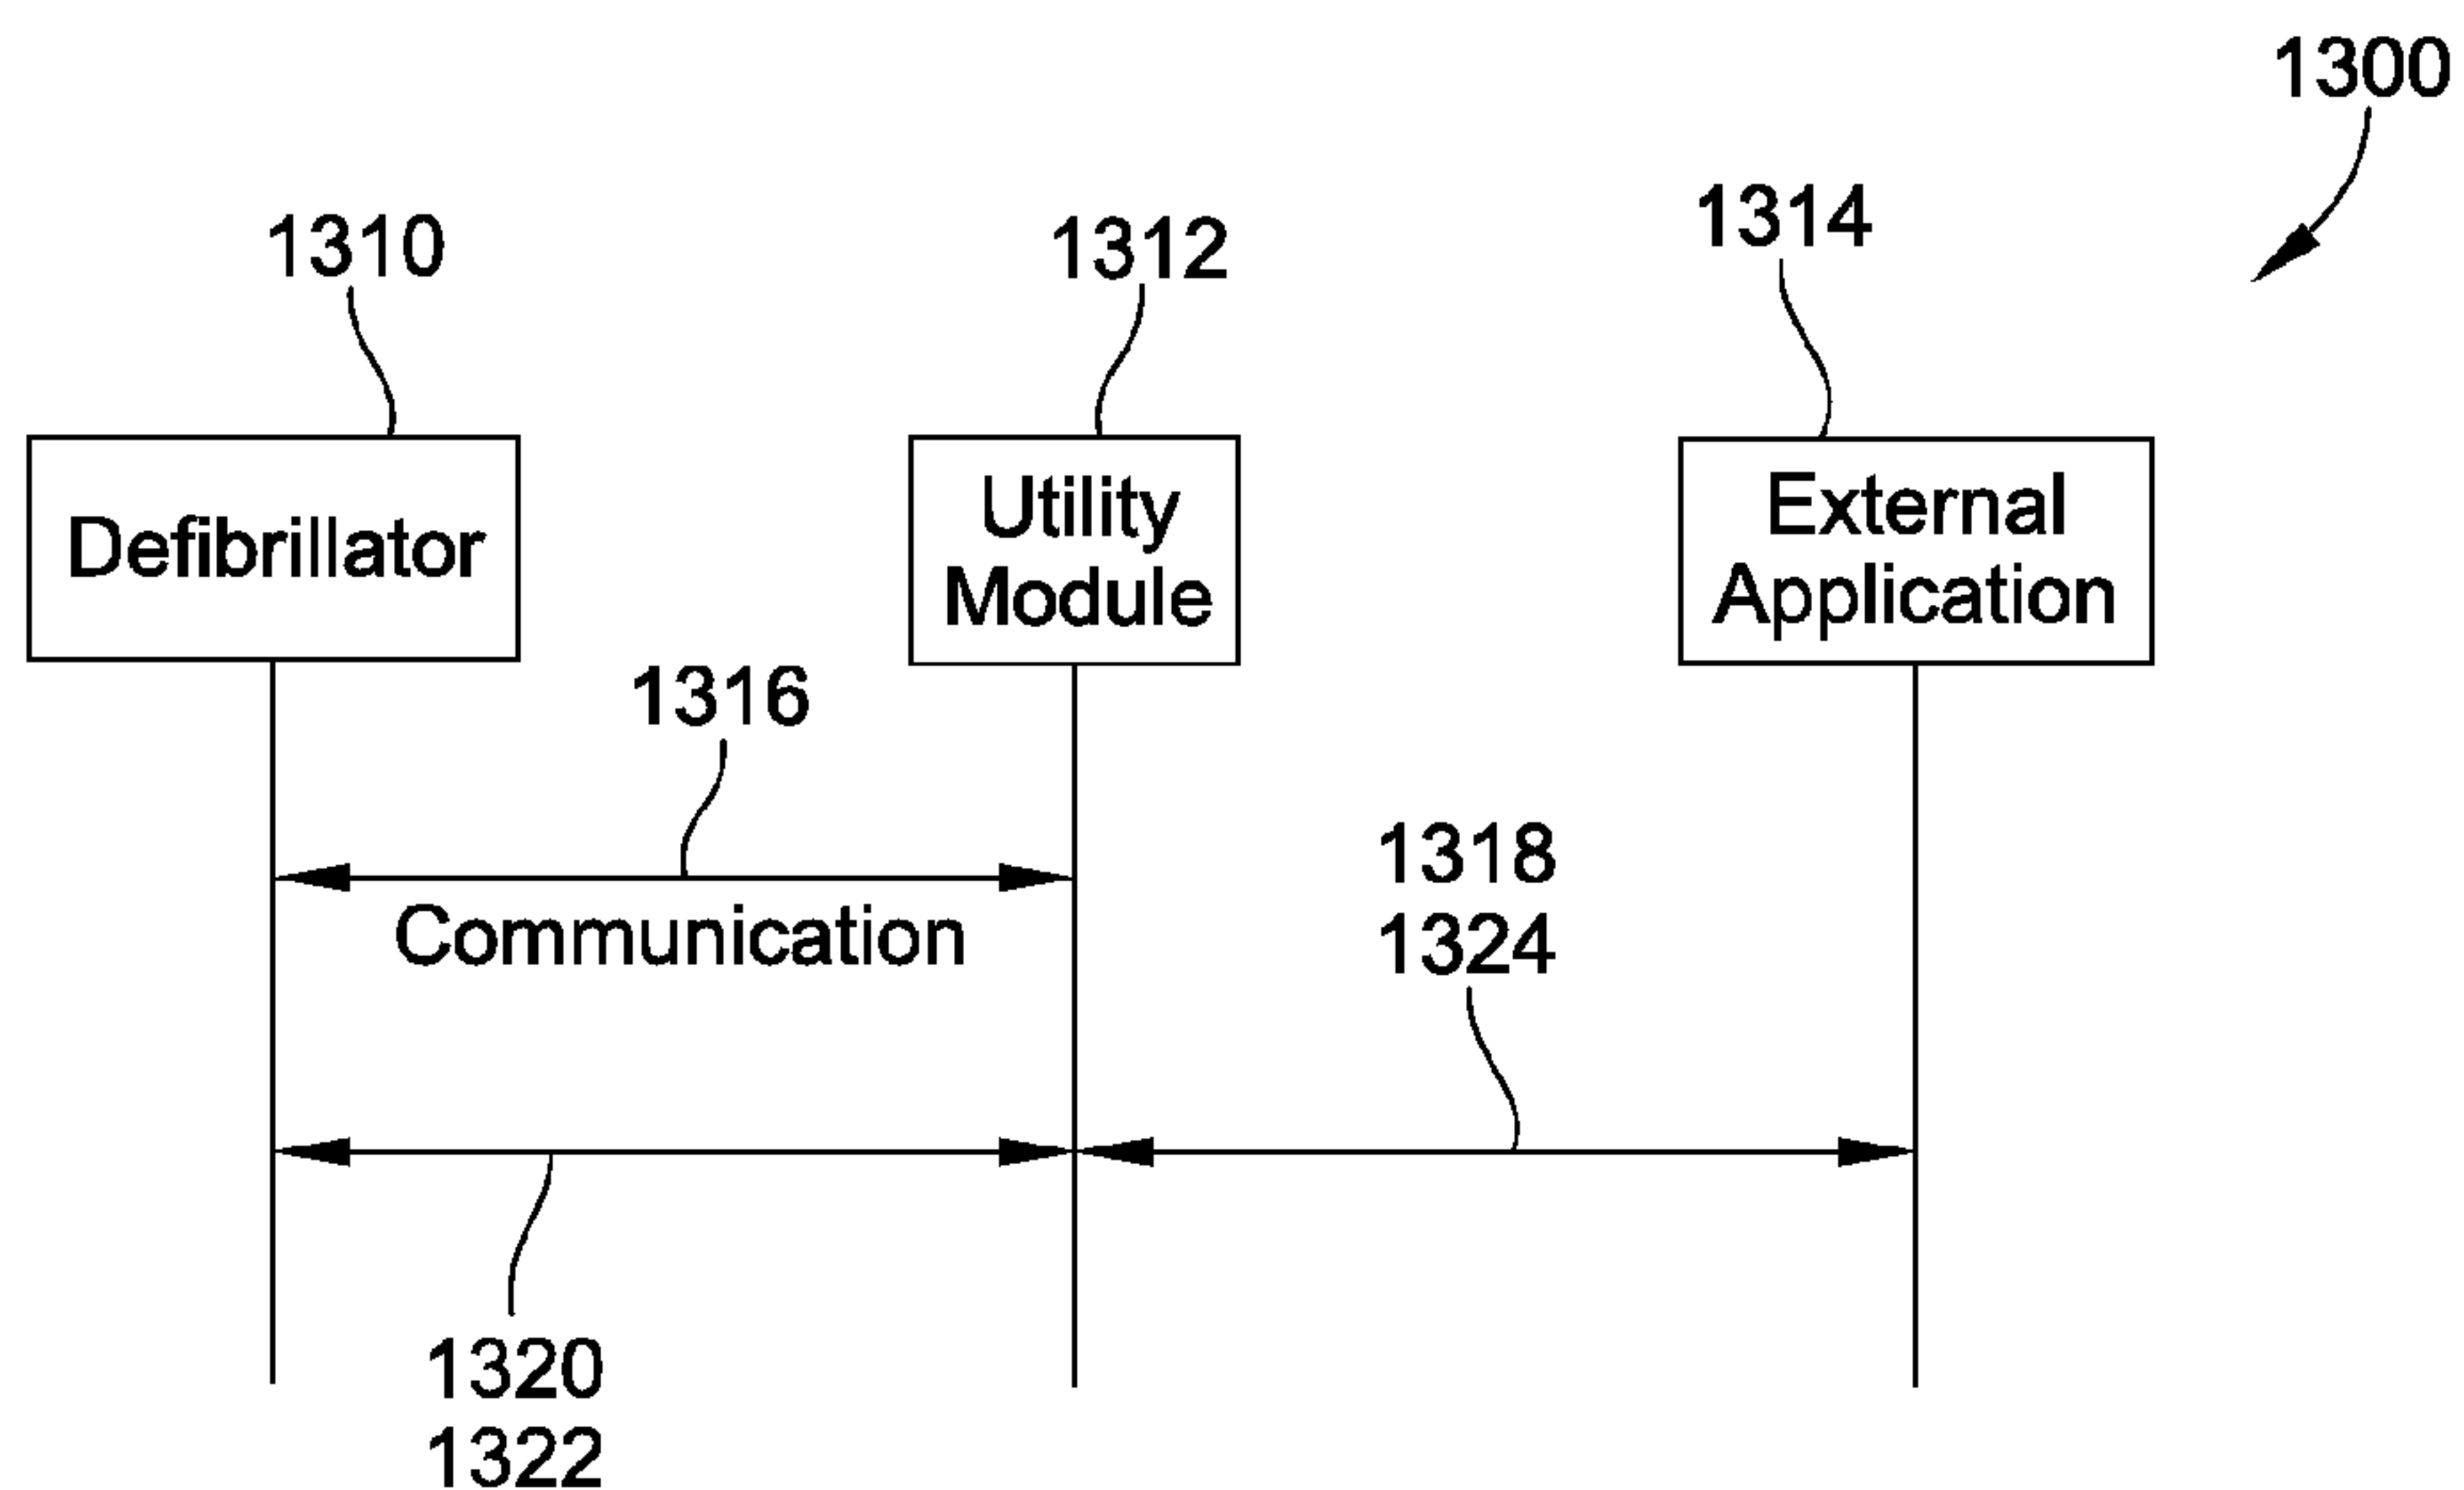 1300
1310
1312
1314
Defibrillator
Utility
Module
External
Application
1316
Communication
1318
1324
1320
1322